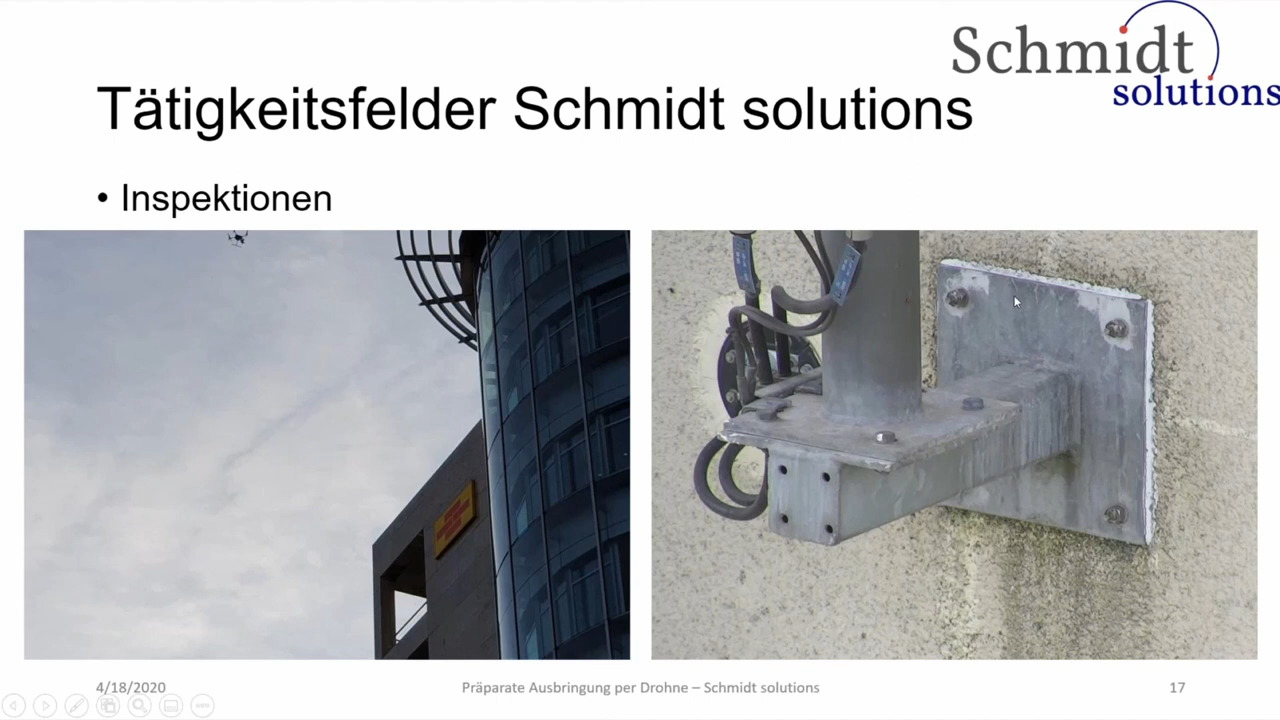 Schmidt
solutions
Tätigkeitsfelder Schmidt solutions
• Inspektionen
4/18/2020
Präparate Ausbringung per Drohne – Schmidt solutions
17